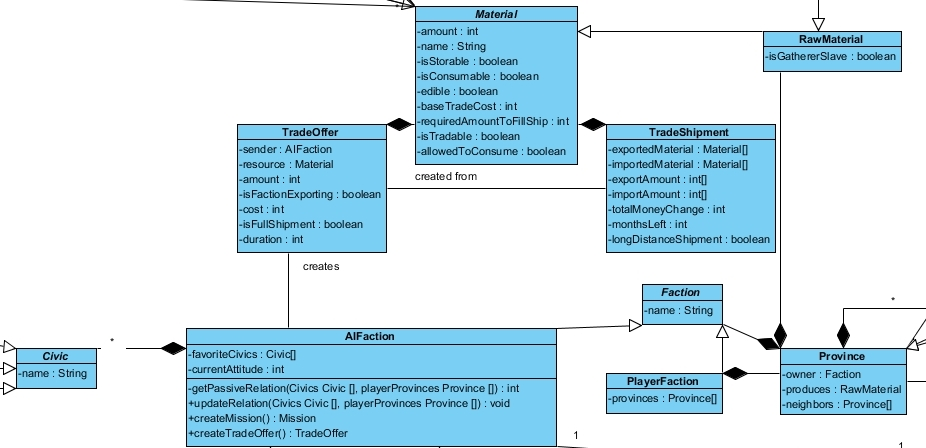 Material
-amount : int
-name : String
-isStorable : boolean
-isConsumable : boolean
-edible : boolean
-baseTradeCost : int
-requiredAmountToFillShip : int
-isTradable : boolean
-allowedToConsume : boolean
RawMaterial
-isGathererSlave : boolean
TradeOffer
-sender : AIFaction
-resource : Material
-amount : int
-isFactionExporting : boolean
-cost : int
-isFullShipment : boolean
-duration : int
created from
TradeShipment
-exportedMaterial : Material[]
-importedMaterial : Material[]
-exportAmount : int[]
-importAmount : int[]
-totalMoneyChange : int
-monthsLeft : int
-longDistanceShipment : boolean
creates
Faction
-name : String
*
*
Civic
-name : String
AIFaction
-favoriteCivics : Civic[]
-currentAttitude : int
-getPassiveRelation(Civics Civic [], playerProvinces Province []) : int
+updateRelation(Civics Civic [], playerProvinces Province []) : void
+createMission() : Mission
+createTradeOffer() : TradeOffer
PlayerFaction
-provinces : Province[]
Province
-owner : Faction
-produces : RawMaterial
-neighbors : Province[]
1
1